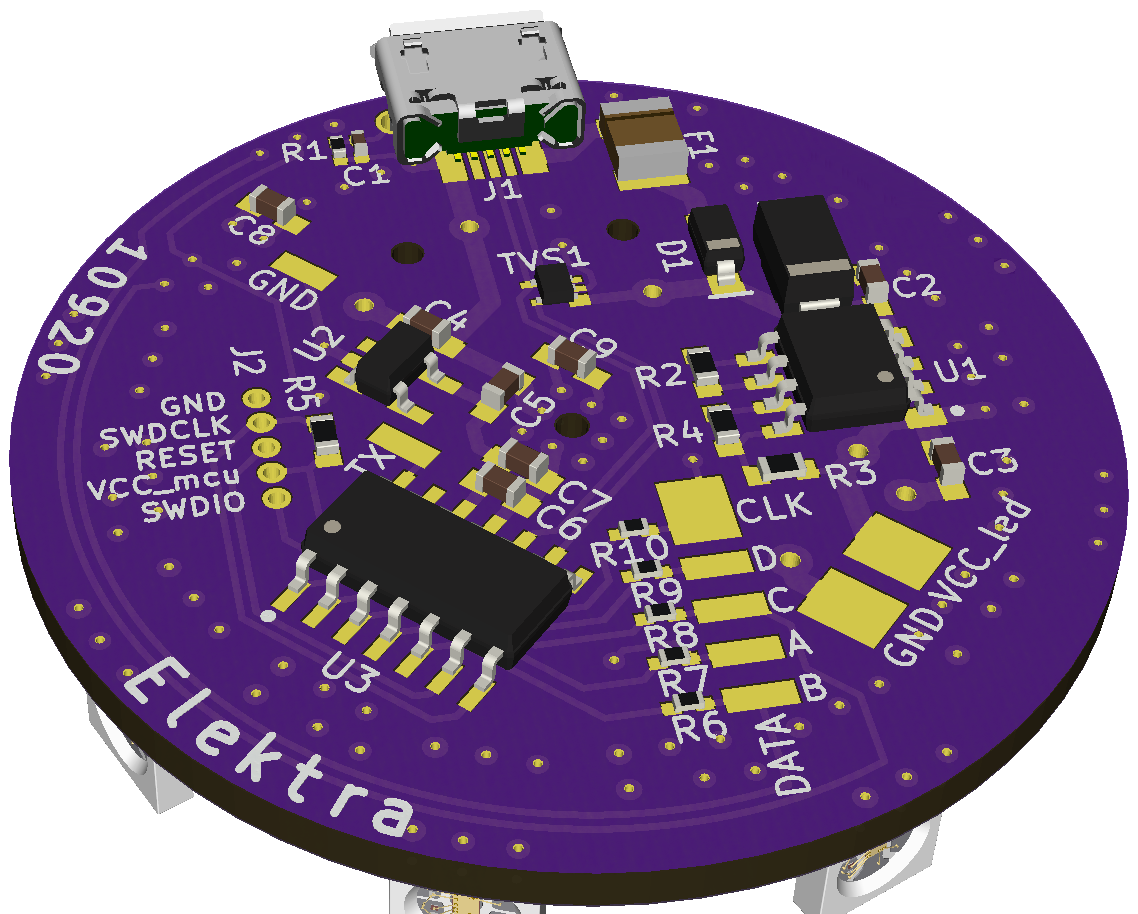 R1
C1
J1
F1
C8
GND
10920
TVS1
D1
C2
C4
U2
C9
J2
R5
R2
U1
C5
GND
SWDCLK
RESET
VCC_mcu
SWDIO
TX
R4
R3
C3
C7
C6
CLK
R10
D
R9
C
R8
A
R7
B
R6
DATA
GND
VCC_led
U3
Elektra